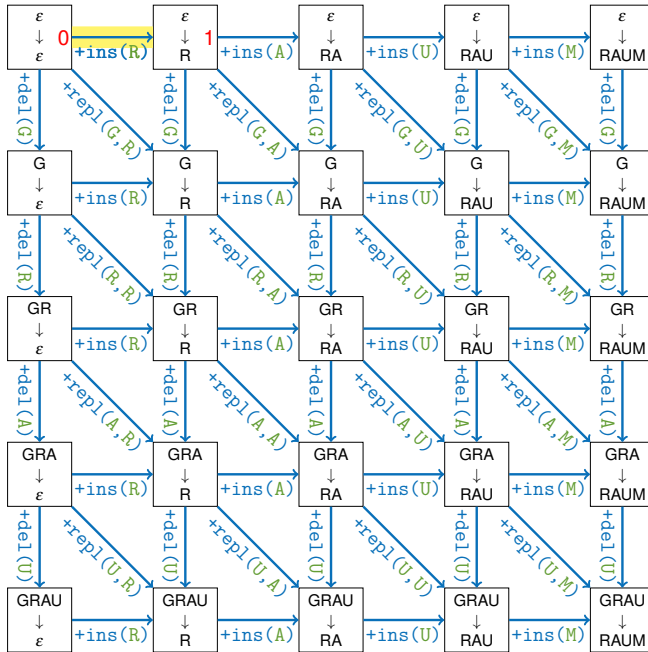 ε ε ε ε ε
↓ 0 ↓ 1 ↓ ↓ ↓
ε +ins(R) R +ins(A) RA +ins(U) RAU +ins(M) RAUM
+del(G) +repl(G,R) +del(G) +repl(G,A) +del(G) +repl(G,U) +del(G) +repl(G,M) +del(G)
G G G G G
↓ ↓ ↓ ↓ ↓
ε +ins(R) R +ins(A) RA +ins(U) RAU +ins(M) RAUM
+del(R) +repl(R,R) +del(R) +repl(R,A) +del(R) +repl(R,U) +del(R) +repl(R,M) +del(R)
GR GR GR GR GR
↓ ↓ ↓ ↓ ↓
ε +ins(R) R +ins(A) RA +ins(U) RAU +ins(M) RAUM
+del(A) +repl(A,R) +del(A) +repl(A,A) +del(A) +repl(A,U) +del(A) +repl(A,M) +del(A)
GRA GRA GRA GRA GRA
↓ ↓ ↓ ↓ ↓
ε +ins(R) R +ins(A) RA +ins(U) RAU +ins(M) RAUM
+del(U) +repl(U,R) +del(U) +repl(U,A) +del(U) +repl(U,U) +del(U) +repl(U,M) +del(U)
GRAU GRAU GRAU GRAU GRAU
↓ ↓ ↓ ↓ ↓
ε +ins(R) R +ins(A) RA +ins(U) RAU +ins(M) RAUM